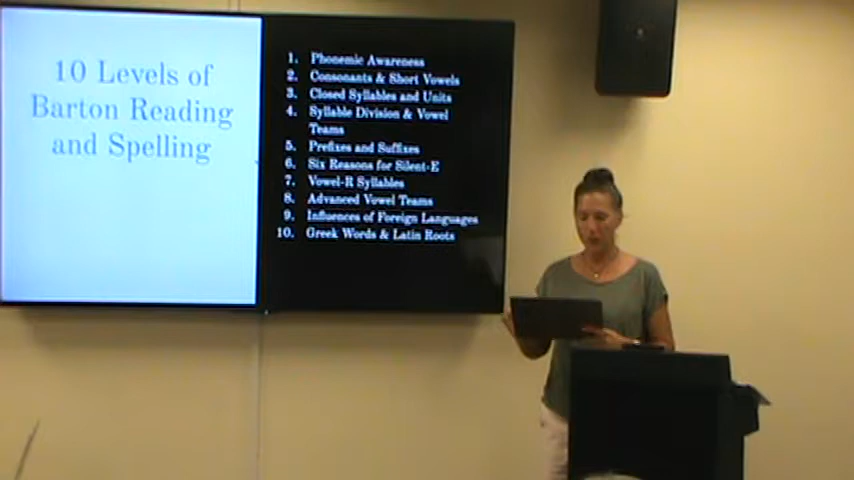 10 Levels of
Barton Reading
and Spelling
1. Phonemic Awareness
2. Consonants & Short Vowels
3. Closed Syllables and Units
4. Syllable Division & Vowel
Teams
5. Prefixes and Suffixes
6. Six Reasons for Silent-E
7. Vowel-R Syllables
8. Advanced Vowel Teams
9. Influences of Foreign Languages
10. Greek Words & Latin Roots